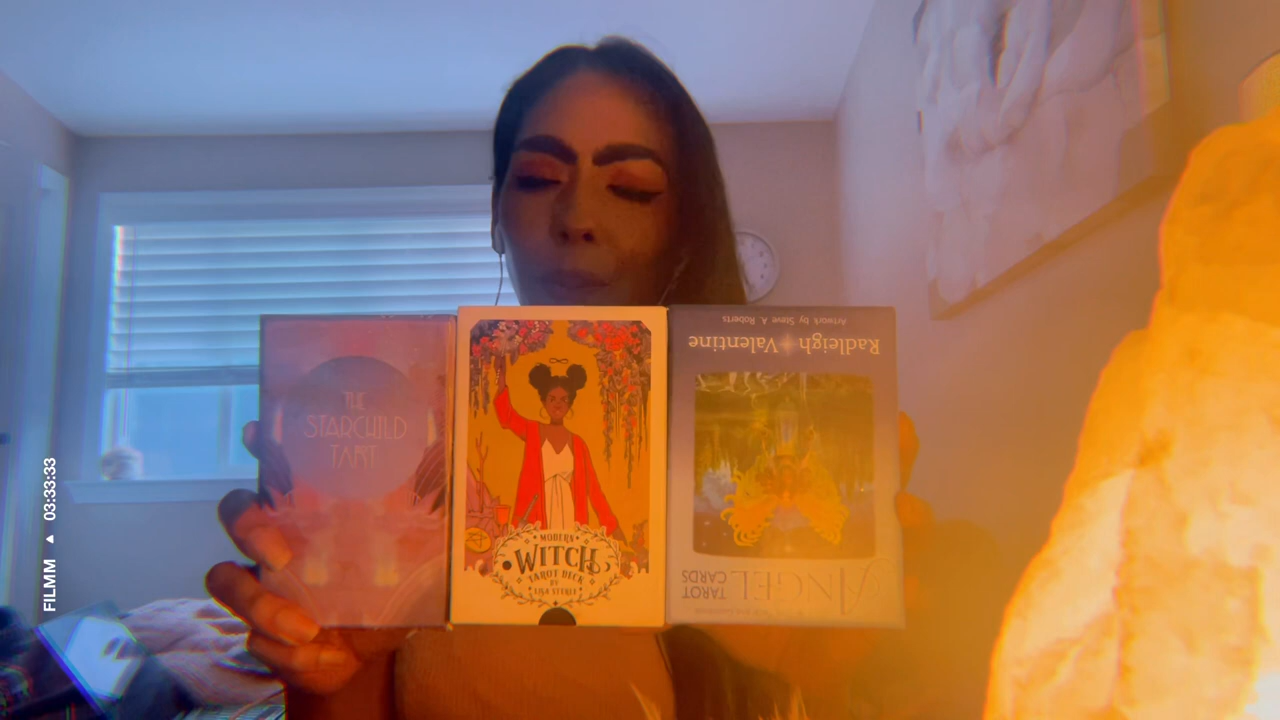 FILMM ▲ 03:33:33
THE
STARCHILD
TART
MODERN
WITCH
TAROT DECK
BY
LISA STERLE
Artwork by Steve A. Roberts
Radleigh Valentine
ANGEL
TAROT
CARDS